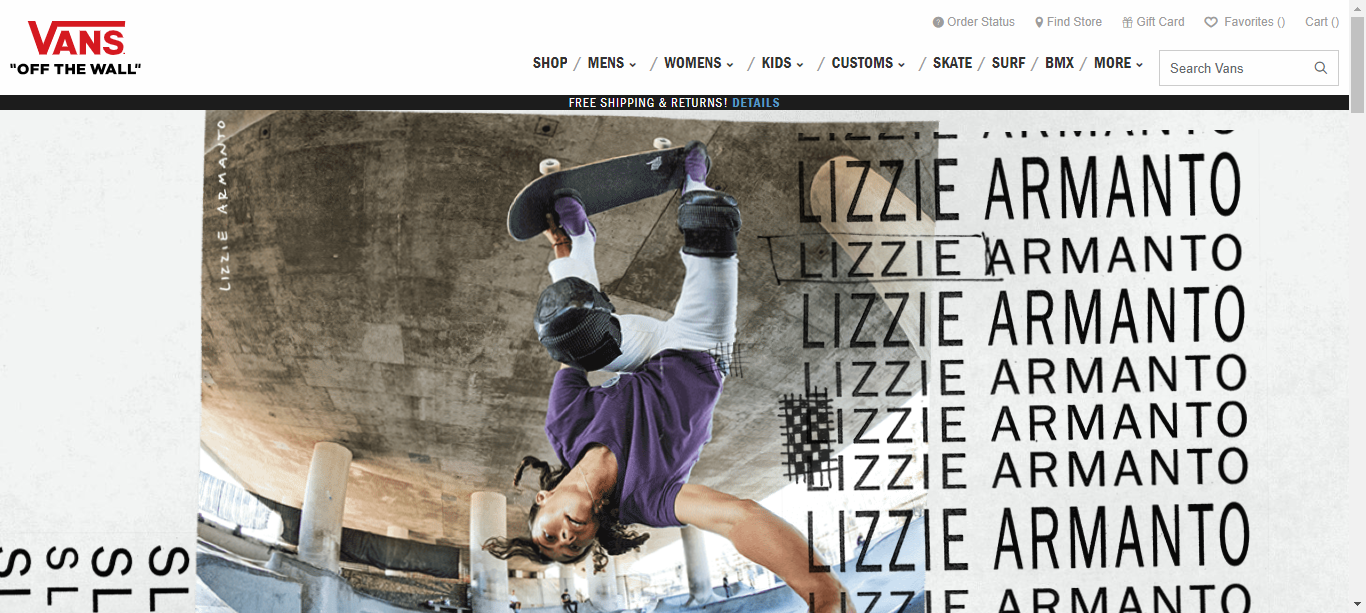 Order Status Find Store Gift Card Favorites () Cart ()
VANS
"OFF THE WALL"
SHOP / MENS / WOMENS / KIDS / CUSTOMS / SKATE / SURF / BMX / MORE
Search Vans
FREE SHIPPING & RETURNS! DETAILS
LIZZIE ARMANTO
LIZZIE ARMANTO
LIZZIE ARMANTO
LIZZIE ARMANTO
LIZZIE ARMANTO
LIZZIE ARMANTO
LIZZIE ARMANTO
LIZZIE ARMANTO
LIZZIE ARMANTO
LIZZIE ARMANTO